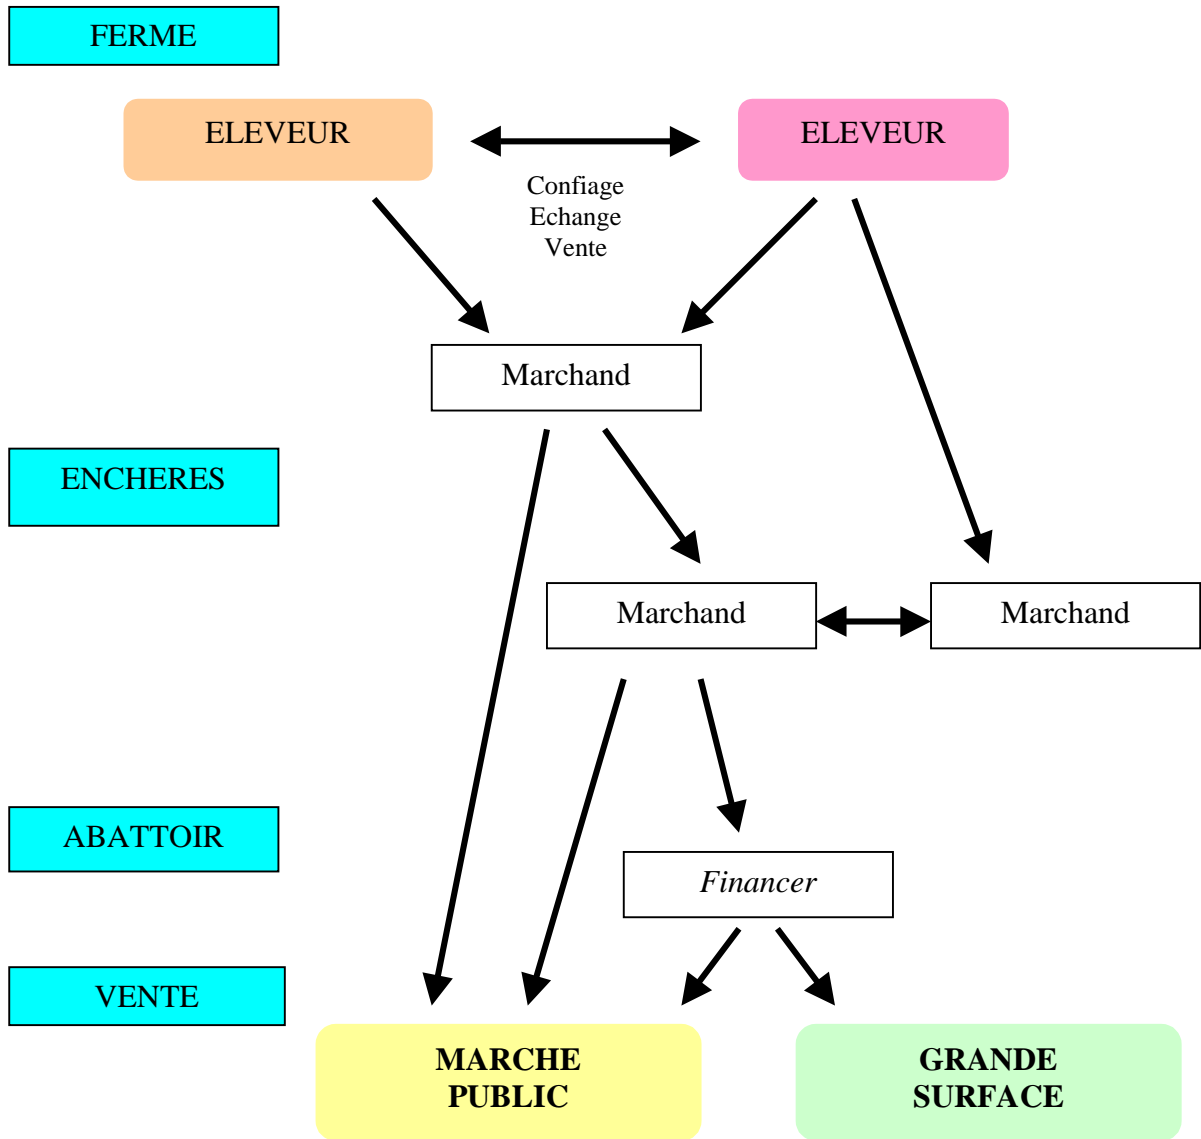 FERME
ELEVEUR
ELEVEUR
Confiage
Echange
Vente
Marchand
ENCHERES
Marchand
Marchand
ABATTOIR
Financer
VENTE
MARCHE
PUBLIC
GRANDE
SURFACE